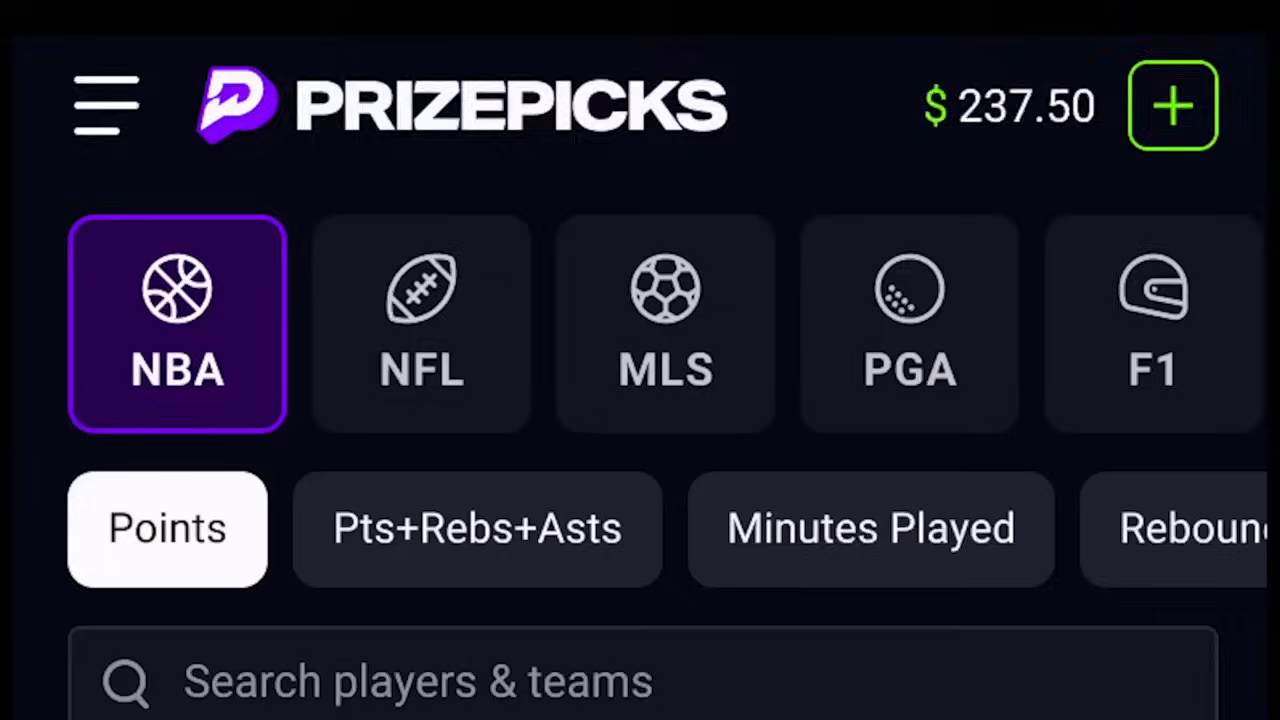 PRIZEPICKS
$ 237.50 +
NBA NFL MLS PGA F1
Points Pts+Rebs+Asts Minutes Played
Search players & teams